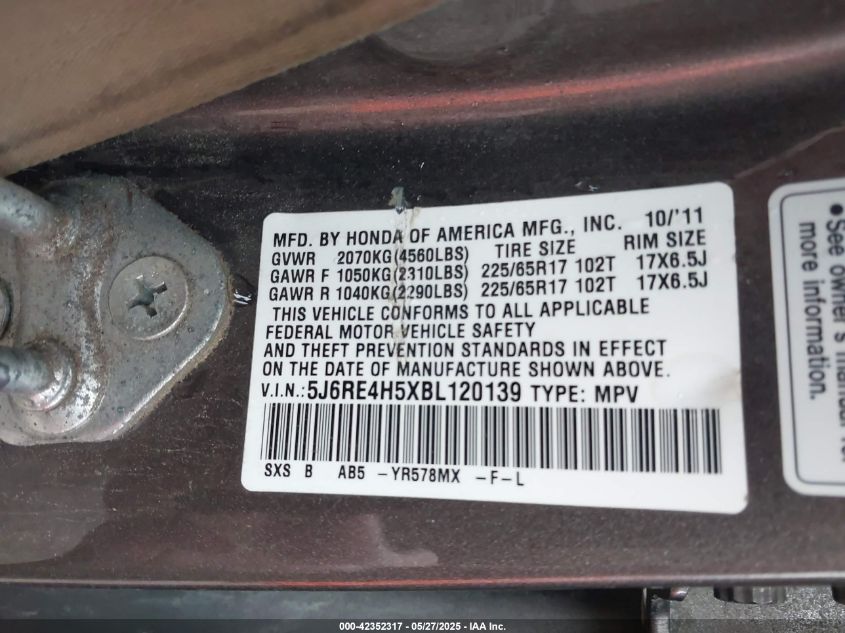 MFD. BY HONDA OF AMERICA MFG., INC. 10/'11
GVWR 2070KG(4560LBS) TIRE SIZE RIM SIZE
GAWR F 1050KG(2310LBS) 225/65R17 102T 17X6.5J
GAWR R 1040KG(2290LBS) 225/65R17 102T 17X6.5J
THIS VEHICLE CONFORMS TO ALL APPLICABLE
FEDERAL MOTOR VEHICLE SAFETY
AND THEFT PREVENTION STANDARDS IN EFFECT
ON THE DATE OF MANUFACTURE SHOWN ABOVE.
V.I.N.:5J6RE4H5XBL120139 TYPE: MPV
SXS B AB5 -YR578MX -F-L
•See owner's
more information.
000-42352317 - 05/27/2025 - IAA Inc.